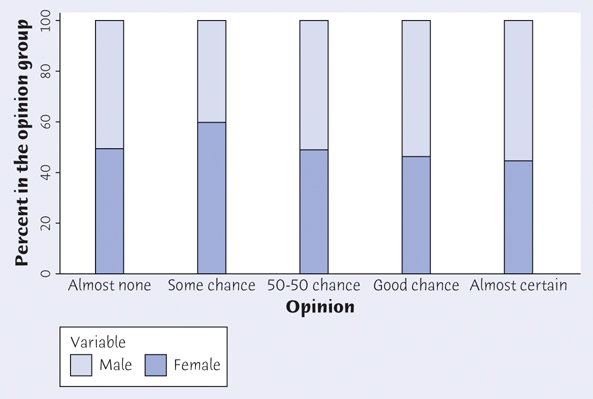 Percent in the opinion group
100
80
60
40
20
0
Almost none Some chance 50-50 chance Good chance Almost certain
Opinion
Variable
Male Female